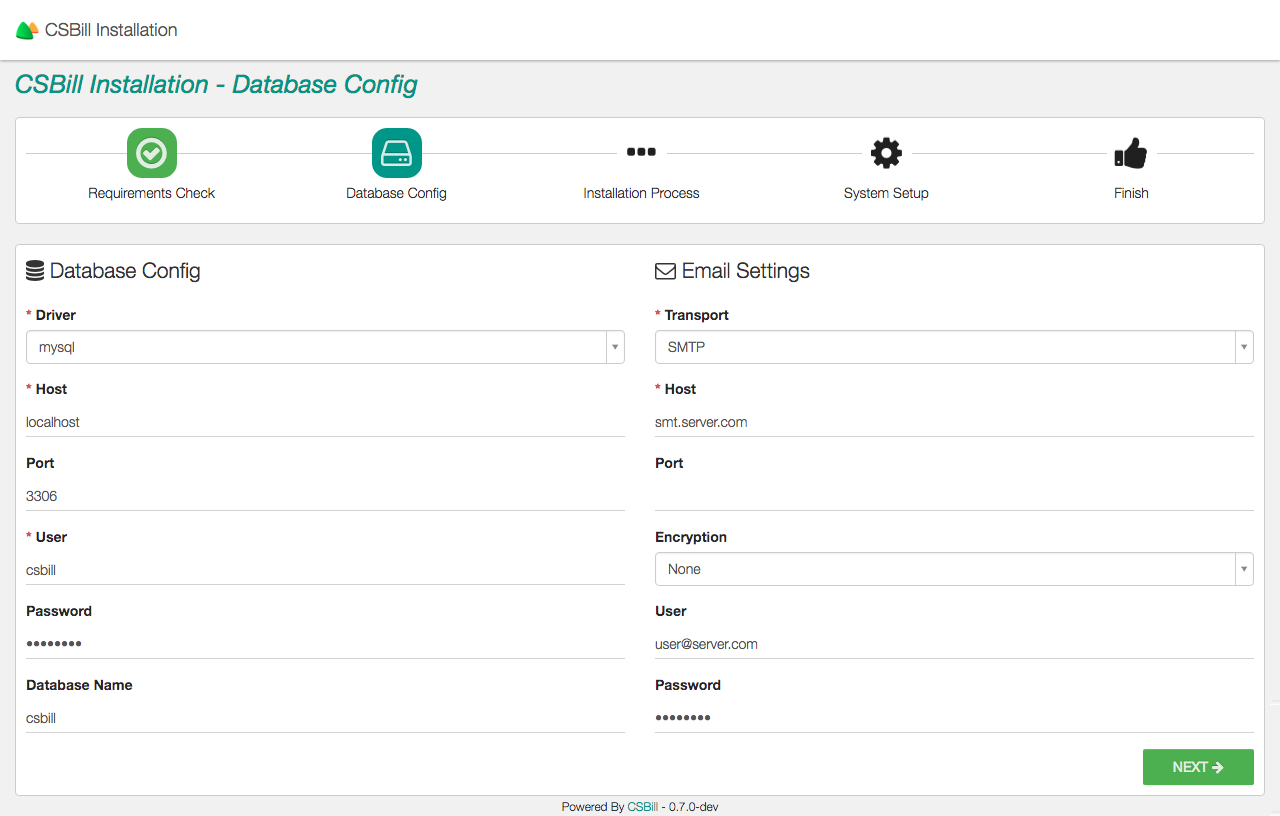 CSBill Installation
CSBill Installation - Database Config
Requirements Check
Database Config
Installation Process
System Setup
Finish
Database Config
* Driver
mysql
* Host
localhost
Port
3306
* User
csbill
Password
••••••••
Database Name
csbill
Email Settings
* Transport
SMTP
* Host
smt.server.com
Port
Encryption
None
User
user@server.com
Password
••••••••
NEXT
Powered By CSBill - 0.7.0-dev